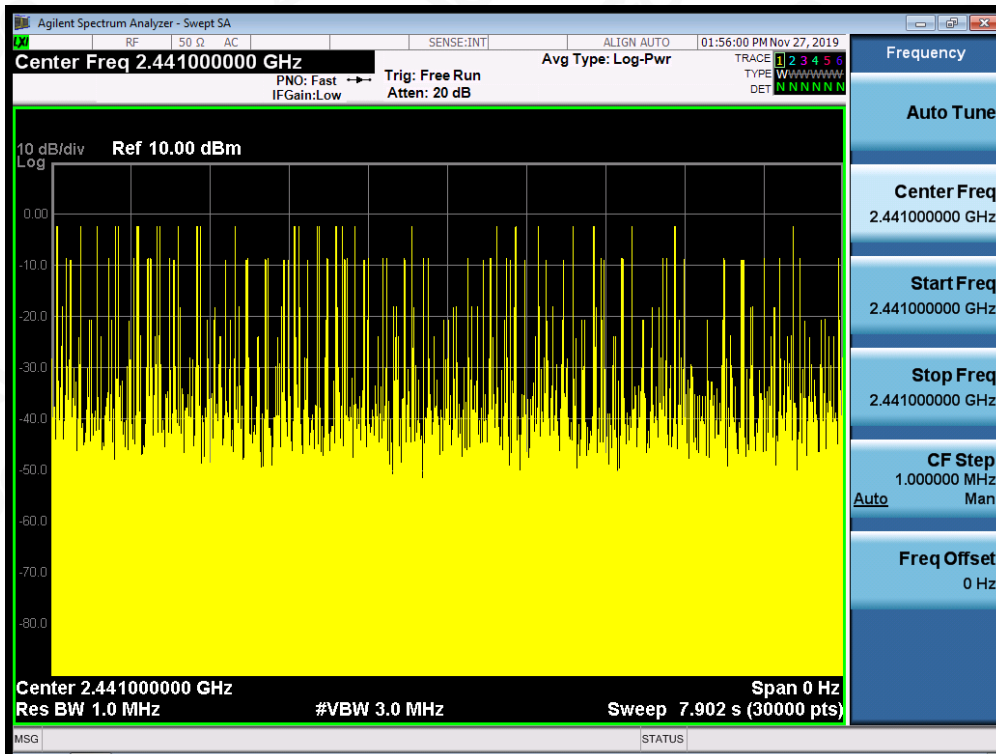 Agilent Spectrum Analyzer - Swept SA
LXI RF 50 Ω AC SENSE:INT ALIGN AUTO 01:56:00 PM Nov 27, 2019
Center Freq 2.441000000 GHz
PNO: Fast
IFGain:Low
Trig: Free Run
Atten: 20 dB
Avg Type: Log-Pwr
TRACE 1 2 3 4 5 6
TYPE WWWWWWW
DET N N N N N N
10 dB/div Ref 10.00 dBm
Log
0.00
-10.0
-20.0
-30.0
-40.0
-50.0
-60.0
-70.0
-80.0
Center 2.441000000 GHz Span 0 Hz
Res BW 1.0 MHz #VBW 3.0 MHz Sweep 7.902 s (30000 pts)
MSG STATUS
Frequency
Auto Tune
Center Freq
2.441000000 GHz
Start Freq
2.441000000 GHz
Stop Freq
2.441000000 GHz
CF Step
1.000000 MHz
Auto Man
Freq Offset
0 Hz